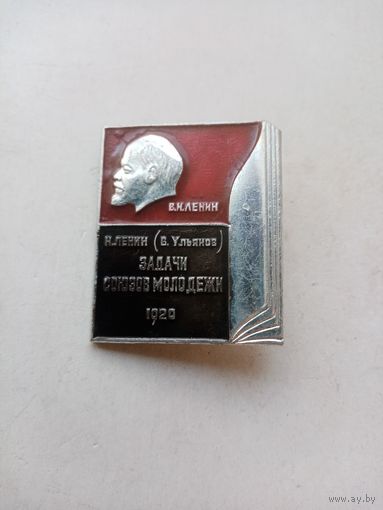 В.И.ЛЕНИН
Н.ЛЕНИН (В. УЛЬЯНОВ)
ЗАДАЧИ
СОЮЗОВ МОЛОДЕЖИ
1920
www.ay.by